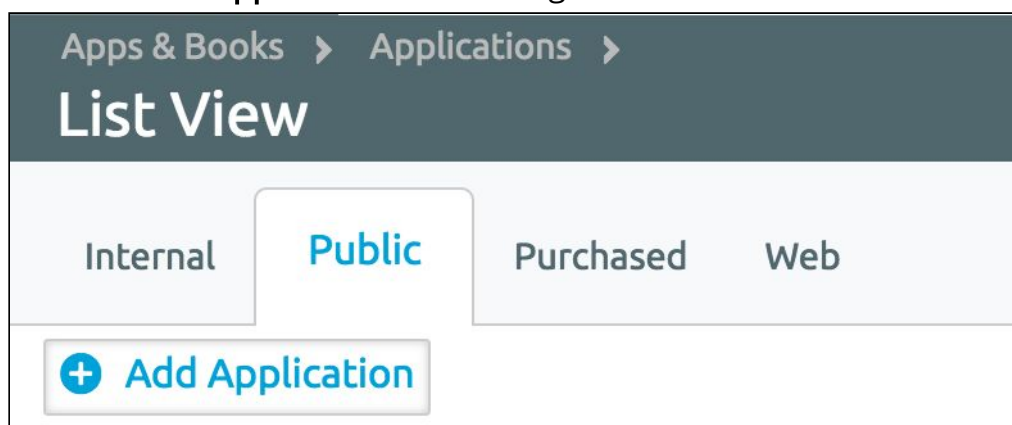 Apps & Books > Applications >
List View
Internal Public Purchased Web
Add Application